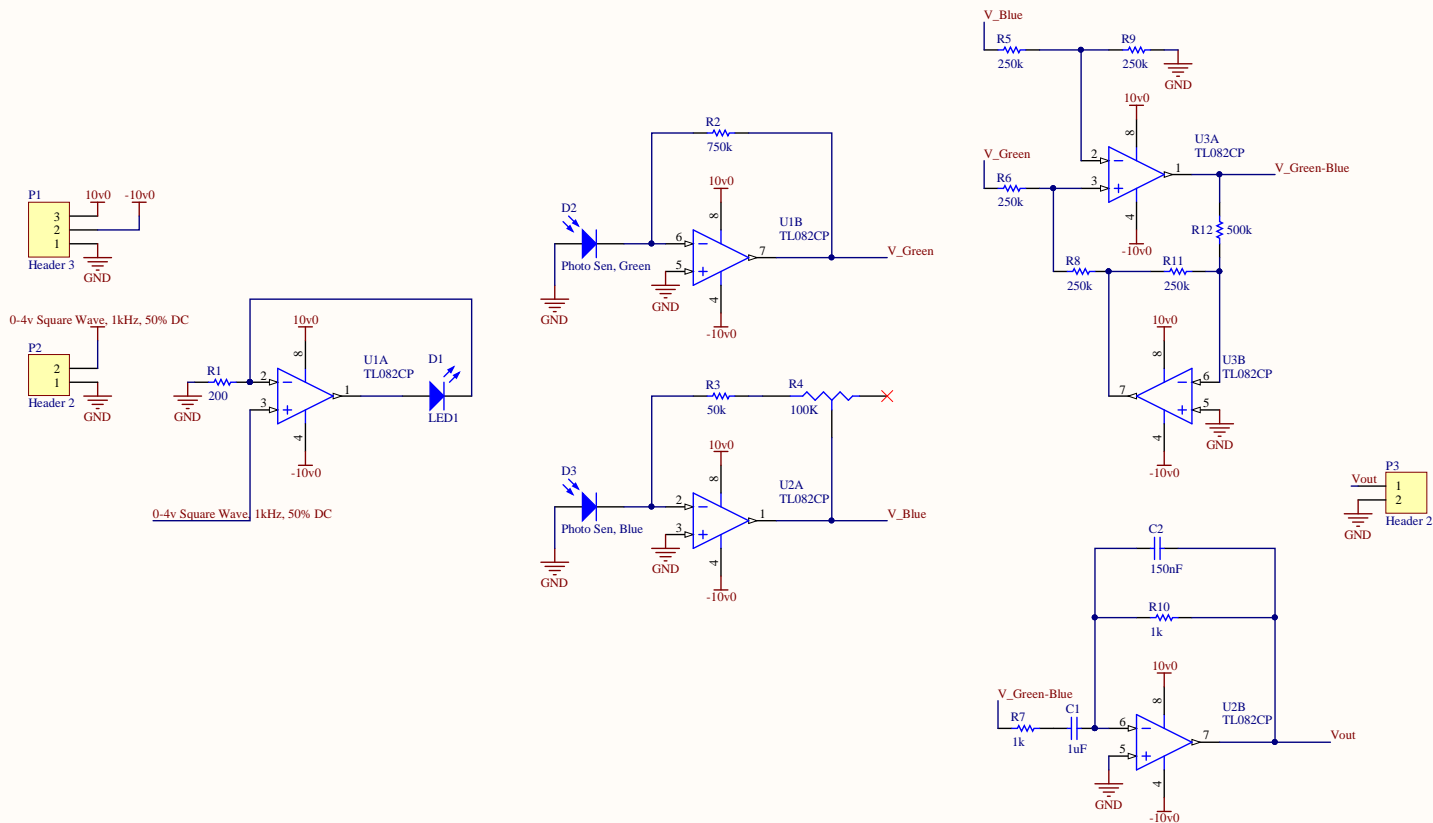 P1
10v0
-10v0
3
2
1
Header 3
GND
0-4v Square Wave, 1kHz, 50% DC
P2
2
1
Header 2
GND
R1
200
GND
10v0
8
2
3
1
4
-10v0
U1A
TL082CP
D1
LED1
0-4v Square Wave, 1kHz, 50% DC
R2
750k
D2
Photo Sen, Green
GND
10v0
8
6
5
7
4
GND
-10v0
U1B
TL082CP
V_Green
R3
50k
R4
100K
D3
Photo Sen, Blue
GND
10v0
8
2
3
1
4
GND
-10v0
U2A
TL082CP
V_Blue
V_Blue
R5
250k
R9
250k
GND
10v0
8
U3A
TL082CP
V_Green
R6
250k
2
3
1
4
-10v0
V_Green-Blue
R12
500k
R8
250k
R11
250k
10v0
8
U3B
TL082CP
7
6
5
4
GND
-10v0
Vout
P3
1
2
Header 2
GND
C2
150nF
R10
1k
V_Green-Blue
R7
1k
C1
1uF
10v0
8
6
5
7
4
GND
-10v0
U2B
TL082CP
Vout